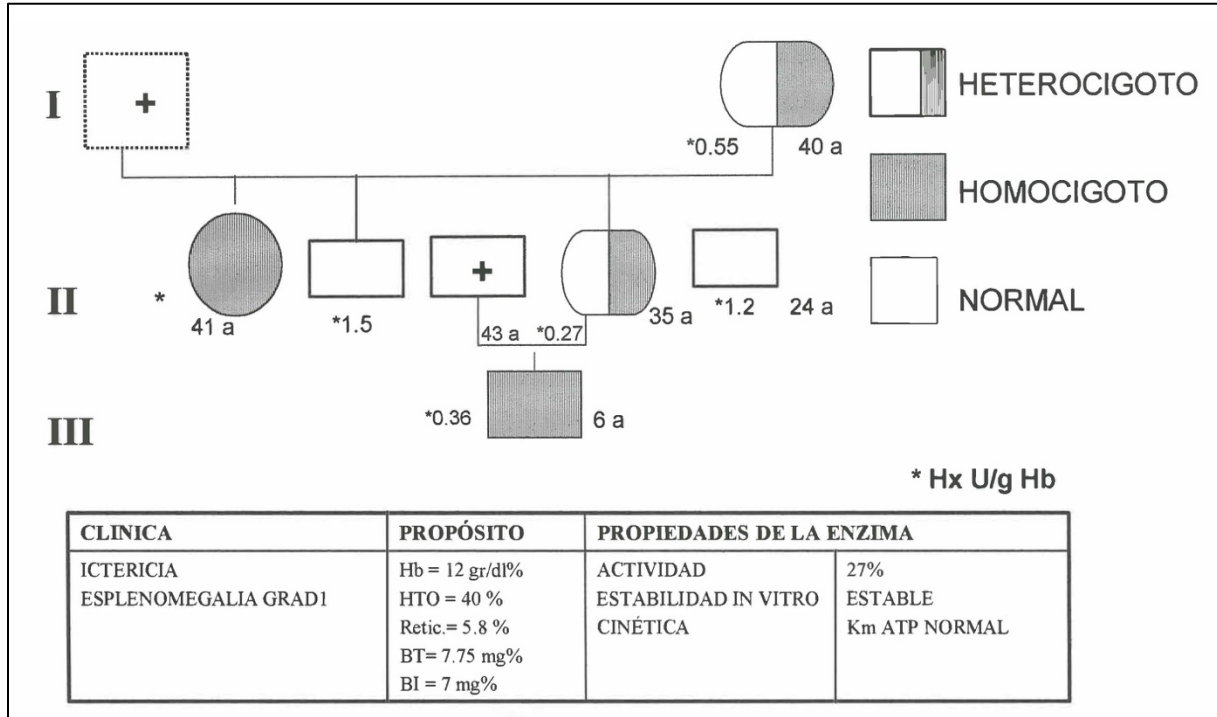 I
+
*0.55 40 a
HETEROCIGOTO
HOMOCIGOTO
NORMAL
II
*
41 a
*1.5
+
43 a *0.27
35 a
*1.2 24 a
III
*0.36 6 a
* Hx U/g Hb
CLINICA PROPÓSITO PROPIEDADES DE LA ENZIMA
ICTERICIA Hb = 12 gr/dl% ACTIVIDAD 27%
ESPLENOMEGALIA GRAD1 HTO = 40 % ESTABILIDAD IN VITRO ESTABLE
Retic.= 5.8 % CINÉTICA Km ATP NORMAL
BT= 7.75 mg%
BI = 7 mg%